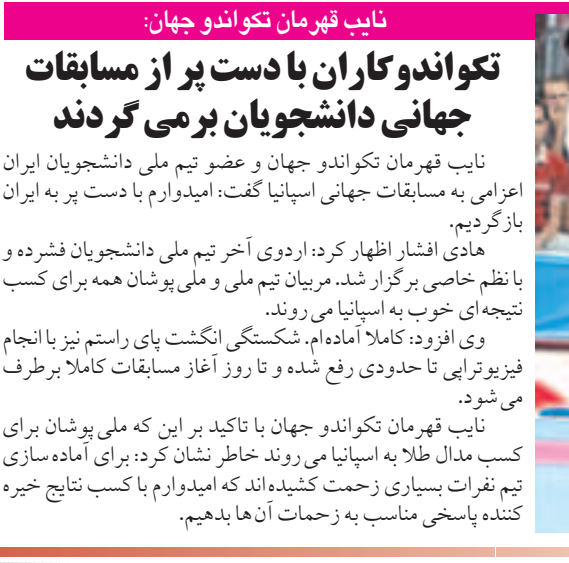 نایب قهرمان تکواندو جهان:
تکواندوکاران با دست پر از مسابقات
جهانی دانشجویان برمی گردند
نایب قهرمان تکواندو جهان و عضو تیم ملی دانشجویان ایران
اعزامی به مسابقات جهانی اسپانیا گفت: امیدوارم با دست پر به ایران
بازگردیم.
هادی افشار اظهار کرد: اردوی آخر تیم ملی دانشجویان فشرده و
با نظم خاصی برگزار شد. مربیان تیم ملی و ملی پوشان همه برای کسب
نتیجه ای خوب به اسپانیا می روند.
وی افزود: کاملا آماده‌ام. شکستگی انگشت پای راستم نیز با انجام
فیزیوتراپی تا حدودی رفع شده و تا روز آغاز مسابقات کاملا برطرف
می شود.
نایب قهرمان تکواندو جهان با تاکید بر این که ملی پوشان برای
کسب مدال طلا به اسپانیا می روند خاطر نشان کرد: برای آماده سازی
تیم نفرات بسیاری زحمت کشیده‌اند که امیدوارم با کسب نتایج خیره
کننده پاسخی مناسب به زحمات آن ها بدهیم.